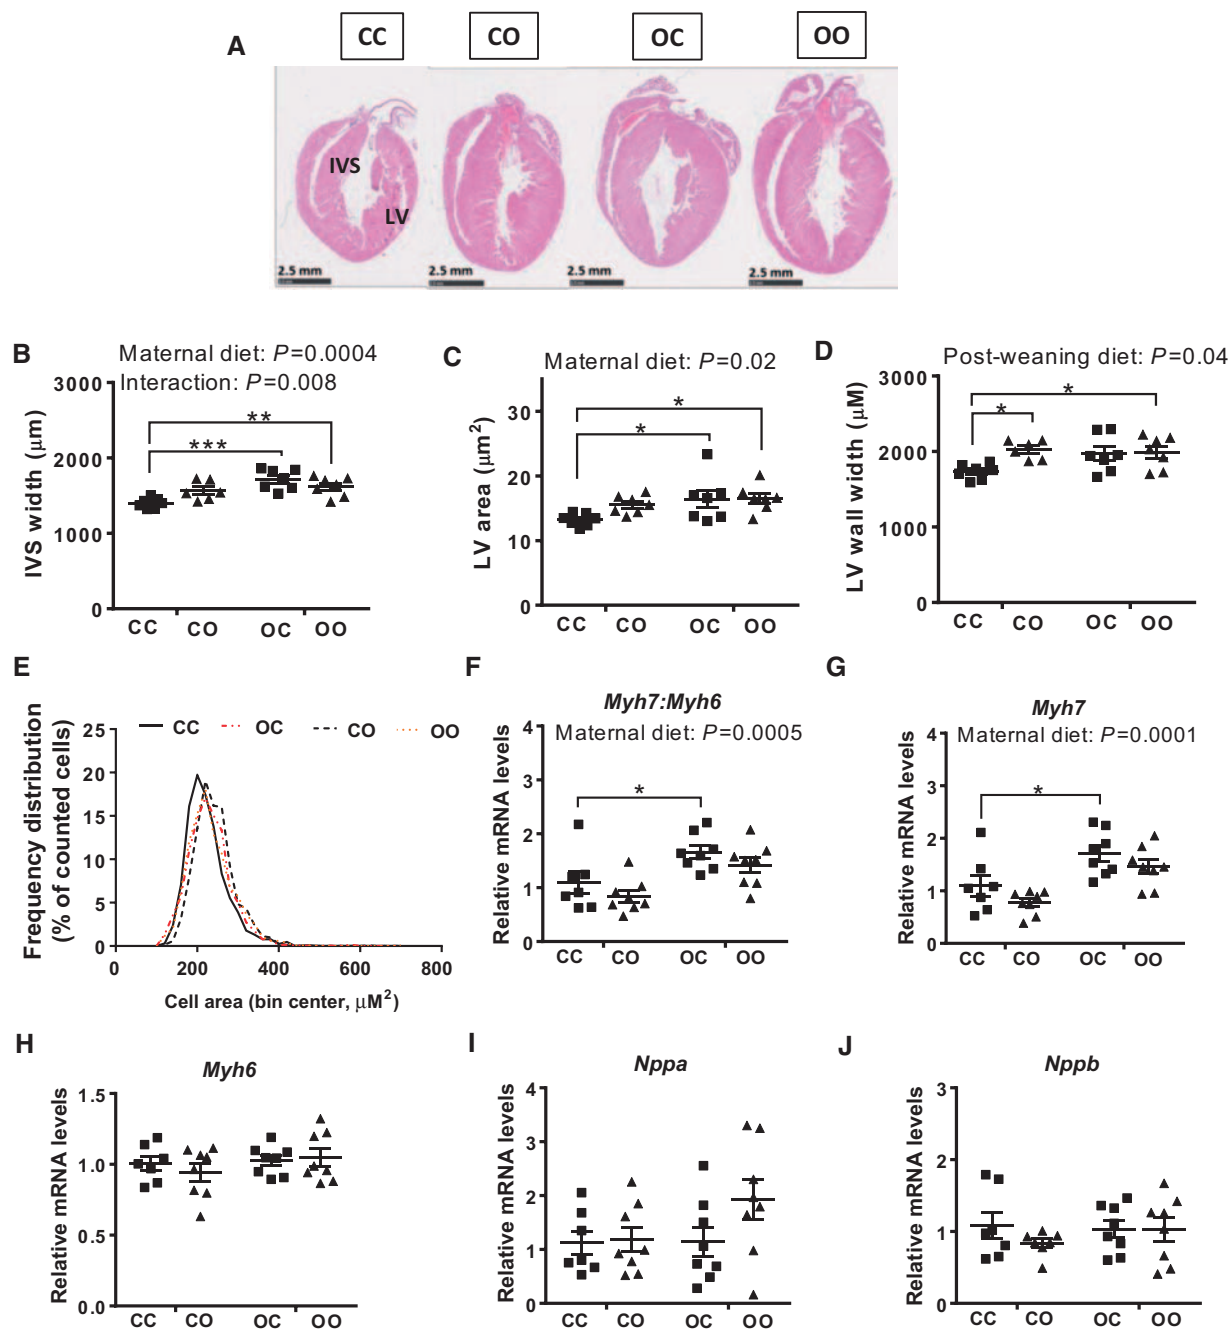 A
CC
CO
OC
OO
IVS
LV
2.5 mm
2.5 mm
2.5 mm
2.5 mm
B
Maternal diet: P=0.0004
Interaction: P=0.008
IVS width (μm)
3000
2000
1000
0
***
**
CC
CO
OC
OO
C
Maternal diet: P=0.02
LV area (μm²)
30
20
10
0
*
*
CC
CO
OC
OO
D
Post-weaning diet: P=0.04
LV wall width (μM)
3000
2000
1000
0
*
*
CC
CO
OC
OO
E
Frequency distribution
(% of counted cells)
25
20
15
10
5
0
CC
OC
CO
OO
0
200
400
600
800
Cell area (bin center, μM²)
F
Myh7:Myh6
Maternal diet: P=0.0005
Relative mRNA levels
4
3
2
1
0
*
CC
CO
OC
OO
G
Myh7
Maternal diet: P=0.0001
Relative mRNA levels
4
3
2
1
0
*
CC
CO
OC
OO
H
Myh6
Relative mRNA levels
1.5
1.0
0.5
0.0
CC
CO
OC
OO
I
Nppa
Relative mRNA levels
4
3
2
1
0
CC
CO
OC
OO
J
Nppb
Relative mRNA levels
3
2
1
0
CC
CO
OC
OO